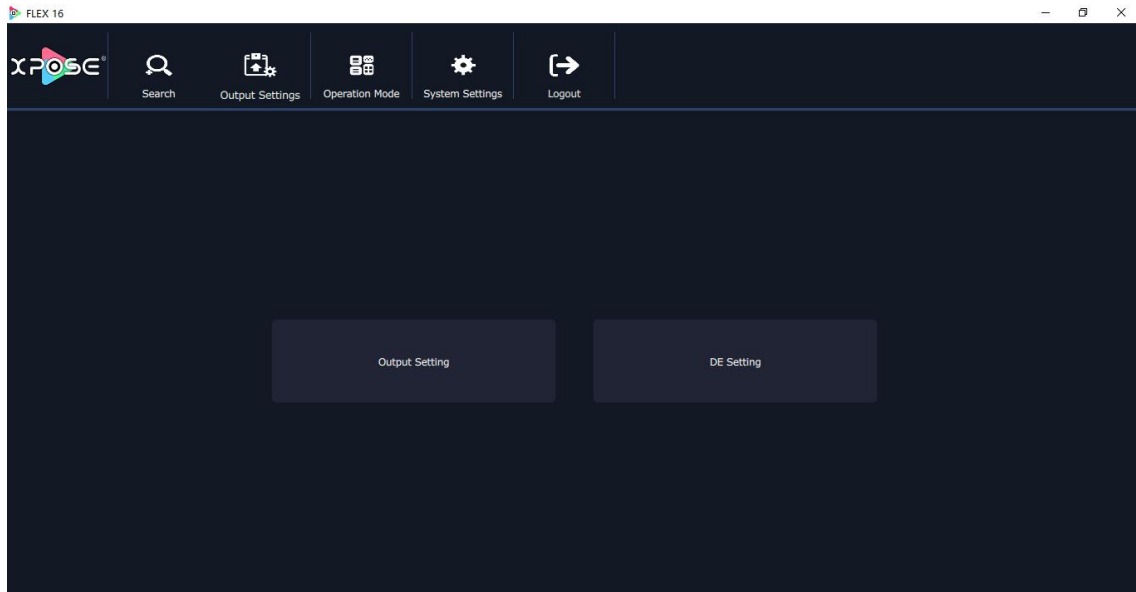 FLEX 16
XPOSE®
Search
Output Settings
Operation Mode
System Settings
Logout
Output Setting
DE Setting